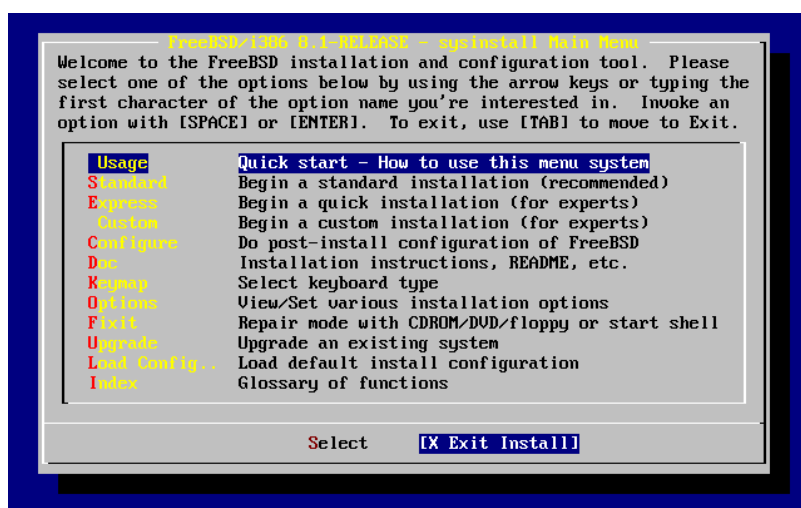 FreeBSD/i386 8.1-RELEASE - sysinstall Main Menu
Welcome to the FreeBSD installation and configuration tool.  Please
select one of the options below by using the arrow keys or typing the
first character of the option name you're interested in.  Invoke an
option with [SPACE] or [ENTER].  To exit, use [TAB] to move to Exit.
Usage Quick start - How to use this menu system
Standard Begin a standard installation (recommended)
Express Begin a quick installation (for experts)
Custom Begin a custom installation (for experts)
Configure Do post-install configuration of FreeBSD
Doc Installation instructions, README, etc.
Keymap Select keyboard type
Options View/Set various installation options
Fixit Repair mode with CDROM/DVD/floppy or start shell
Upgrade Upgrade an existing system
Load Config.. Load default install configuration
Index Glossary of functions
Select [X Exit Install]